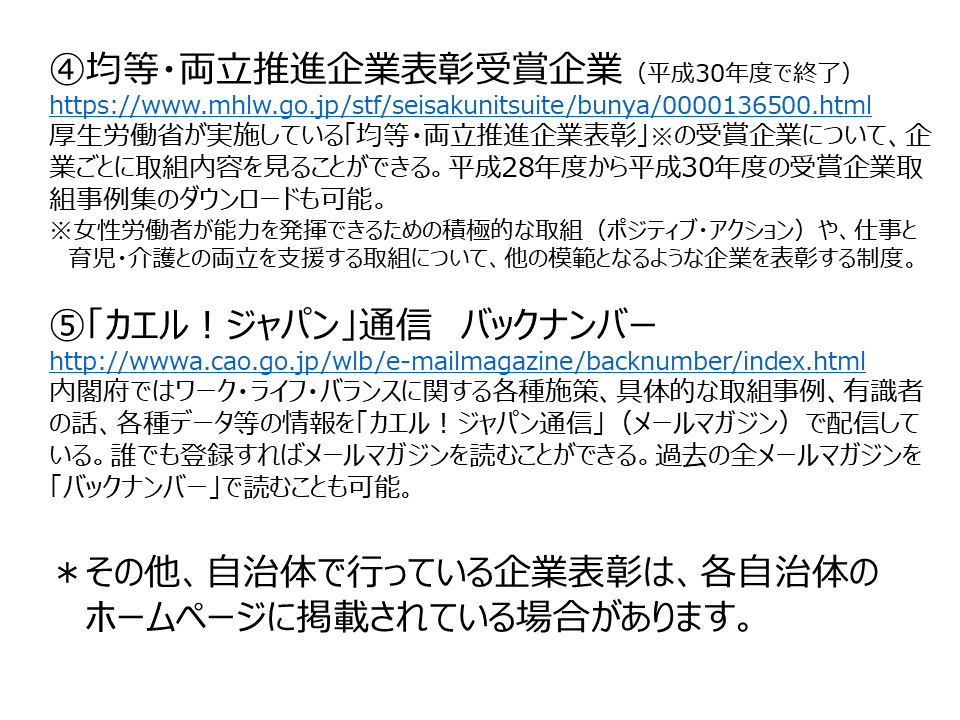 ④均等・両立推進企業表彰受賞企業（平成30年度で終了）
https://www.mhlw.go.jp/stf/seisakunitsuite/bunya/0000136500.html
厚生労働省が実施している「均等・両立推進企業表彰」※の受賞企業について、企
業ごとに取組内容を見ることができる。平成28年度から平成30年度の受賞企業取
組事例集のダウンロードも可能。
※女性労働者が能力を発揮できるための積極的な取組（ポジティブ・アクション）や、仕事と
育児・介護との両立を支援する取組について、他の模範となるような企業を表彰する制度。
⑤「カエル！ジャパン」通信　バックナンバー
http://wwwa.cao.go.jp/wlb/e-mailmagazine/backnumber/index.html
内閣府ではワーク・ライフ・バランスに関する各種施策、具体的な取組事例、有識者
の話、各種データ等の情報を「カエル！ジャパン通信」（メールマガジン）で配信して
いる。誰でも登録すればメールマガジンを読むことができる。過去の全メールマガジンを
「バックナンバー」で読むことも可能。
＊その他、自治体で行っている企業表彰は、各自治体の
ホームページに掲載されている場合があります。